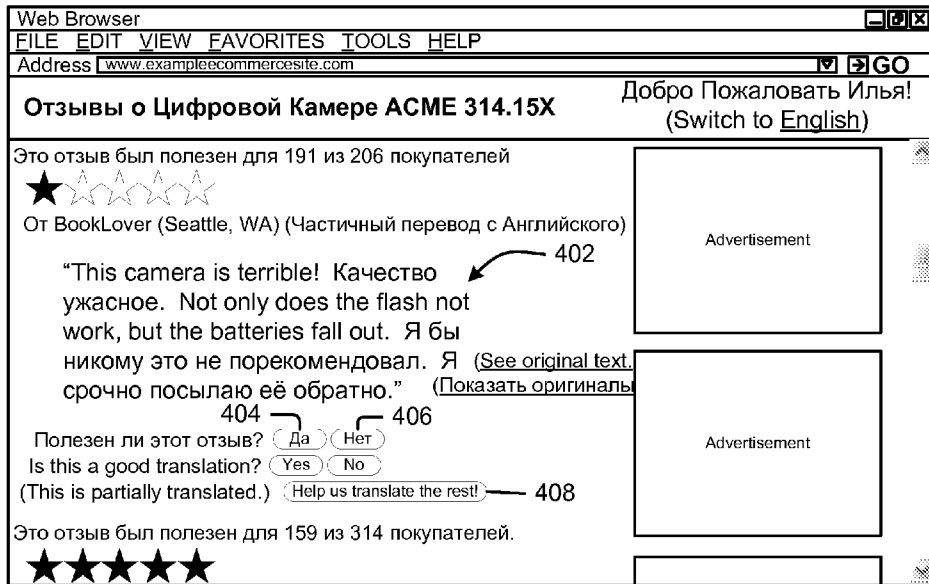 Web Browser
FILE EDIT VIEW FAVORITES TOOLS HELP
Address www.exampleecommercesite.com GO
Отзывы о Цифровой Камере ACME 314.15X
Добро Пожаловать Илья!
(Switch to English)
Это отзыв был полезен для 191 из 206 покупателей
От BookLover (Seattle, WA) (Частичный перевод с Английского)
402
“This camera is terrible! Качество
ужасное. Not only does the flash not
work, but the batteries fall out. Я бы
никому это не порекомендовал. Я
срочно посылаю её обратно.”
(See original text.
(Показать оригиналы
404
406
Полезен ли этот отзыв? Да Нет
Is this a good translation? Yes No
(This is partially translated.) Help us translate the rest!
408
Это отзыв был полезен для 159 из 314 покупателей.
Advertisement
Advertisement